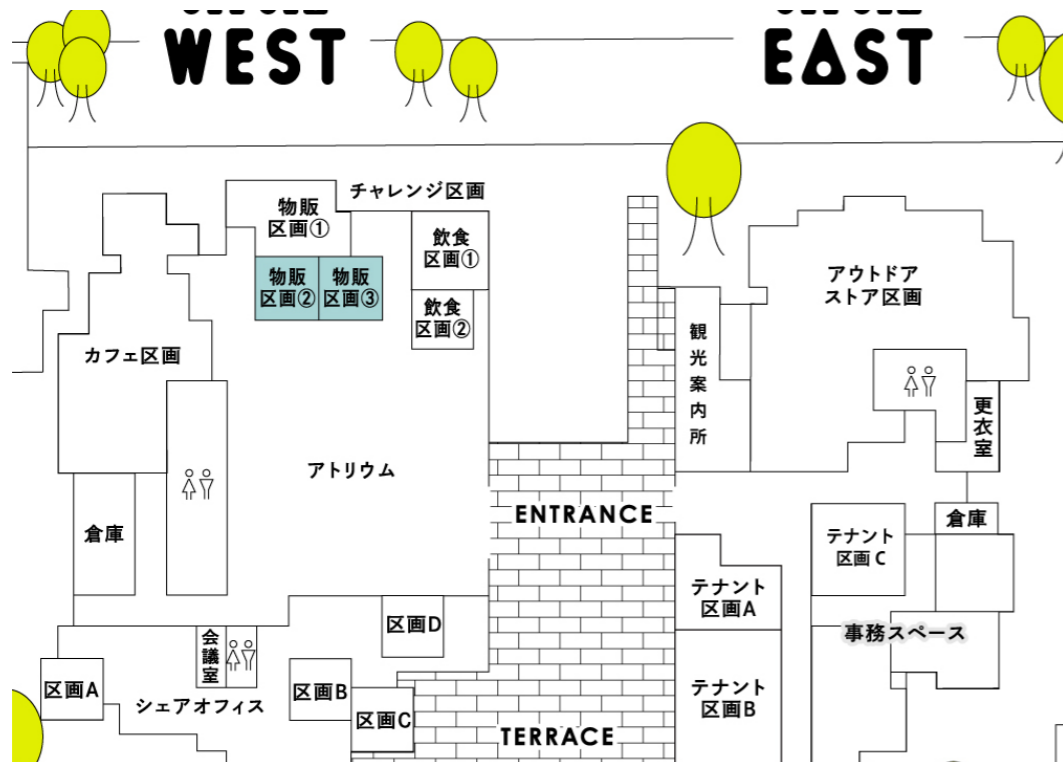 WEST
EAST
チャレンジ区画
物販
区画①
物販
区画②
物販
区画③
飲食
区画①
飲食
区画②
カフェ区画
アトリウム
倉庫
観光案内所
アウトドア
ストア区画
更衣室
ENTRANCE
倉庫
テナント
区画C
テナント
区画A
事務スペース
テナント
区画B
区画D
会議室
区画A
区画B
区画C
シェアオフィス
TERRACE